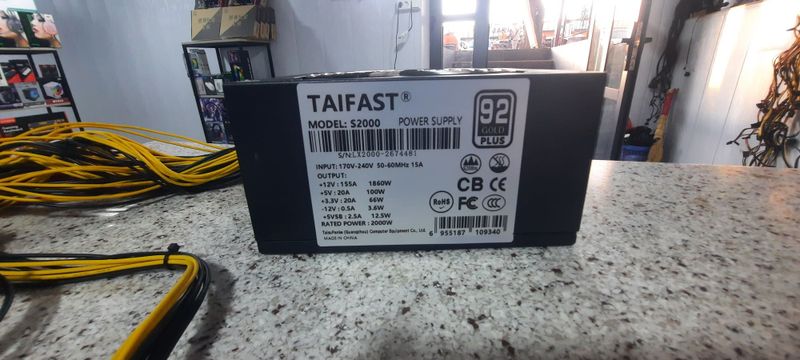 TAIFAST®
MODEL: S2000 POWER SUPPLY
S/N:LX2000-2674481
INPUT: 170V-240V 50-60MHz 15A
OUTPUT:
+12V: 155A 1860W
+5V: 20A 100W
+3.3V: 20A 66W
-12V: 0.5A 3.6W
+5VSB: 2.5A 12.5W
RATED POWER: 2000W
MADE IN CHINA
92
GOLD
PLUS
CB CE
RoHS FC CCC
6 955187 109340